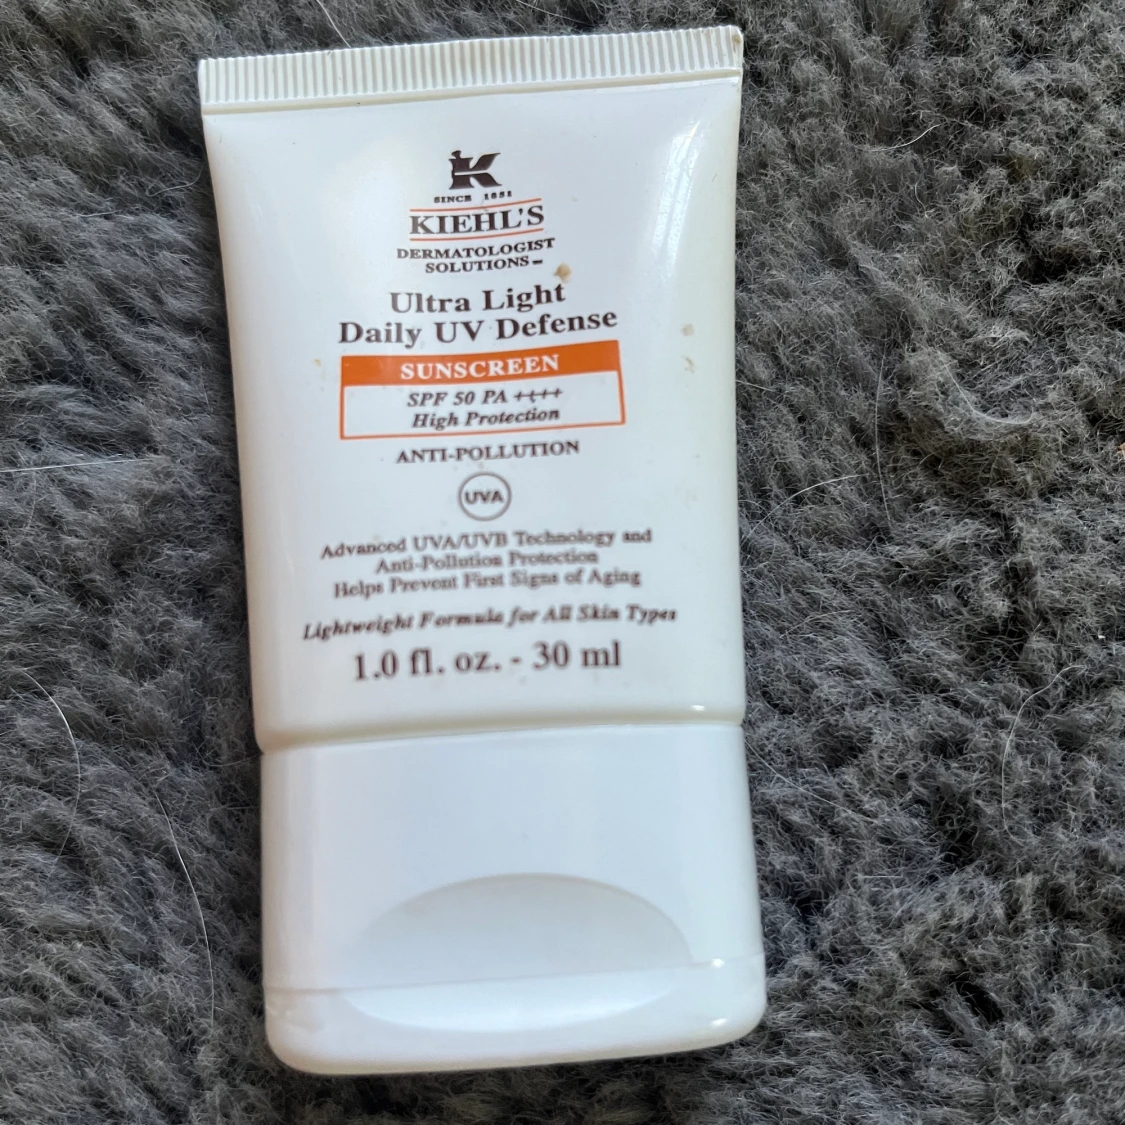 K
SINCE 1851
KIEHL'S
DERMATOLOGIST
SOLUTIONS™
Ultra Light
Daily UV Defense
SUNSCREEN
SPF 50 PA ++++
High Protection
ANTI-POLLUTION
UVA
Advanced UVA/UVB Technology and
Anti-Pollution Protection
Helps Prevent First Signs of Aging
Lightweight Formula for All Skin Types
1.0 fl. oz. - 30 ml